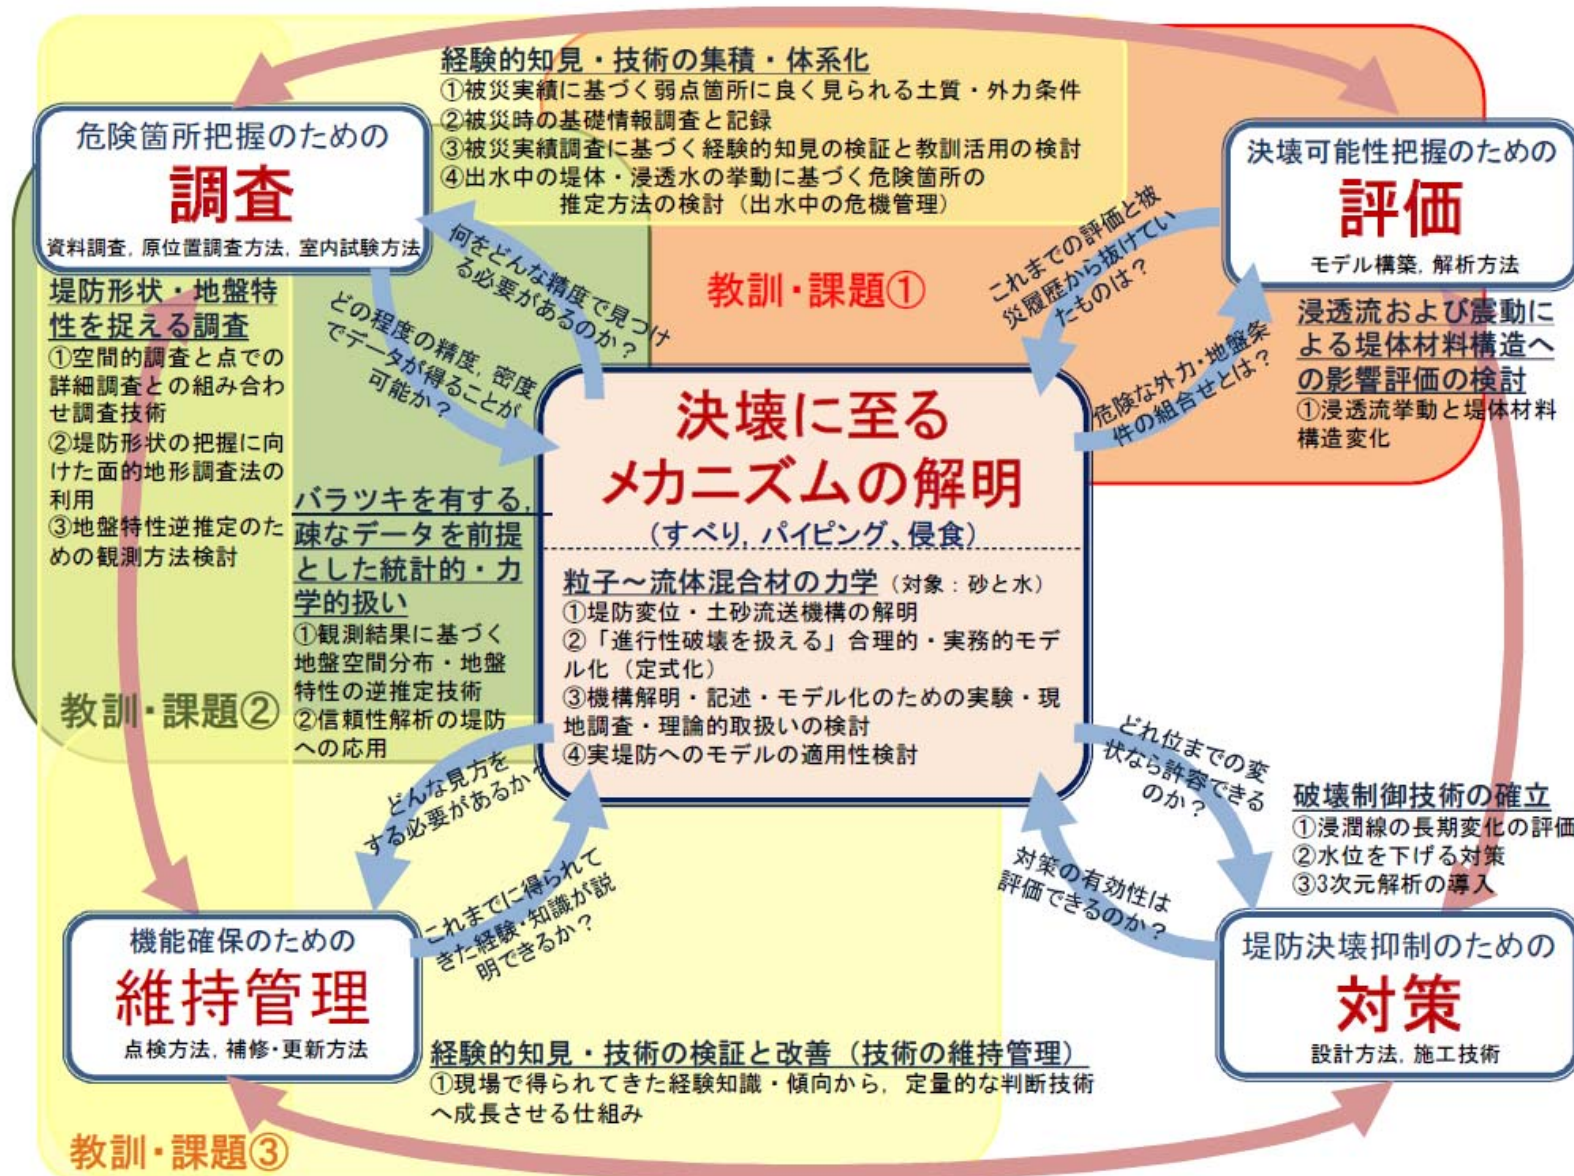 経験的知見・技術の集積・体系化
①被災実績に基づく弱点箇所に良く見られる土質・外力条件
②被災時の基礎情報調査と記録
③被災実績調査に基づく経験的知見の検証と教訓活用の検討
④出水中の堤体・浸透水の挙動に基づく危険箇所の
推定方法の検討（出水中の危機管理）
危険箇所把握のための
調査
資料調査，原位置調査方法，室内試験方法
決壊可能性把握のための
評価
モデル構築，解析方法
教訓・課題①
何をどんな精度で見つけ
る必要があるのか？
どの程度の精度，密度
でデータが得ることが
可能か？
これまでの評価と被
災履歴から抜けてい
たものは？
危険な外力・地盤条
件の組合せとは？
堤防形状・地盤特
性を捉える調査
①空間的調査と点での
詳細調査との組み合わ
せ調査技術
②堤防形状の把握に向
けた面的地形調査法の
利用
③地盤特性逆推定のた
めの観測方法検討
浸透流および震動に
よる堤体材料構造へ
の影響評価の検討
①浸透流挙動と堤体材料
構造変化
バラツキを有する，
疎なデータを前提
とした統計的・力
学的扱い
①観測結果に基づく
地盤空間分布・地盤
特性の逆推定技術
②信頼性解析の堤防
への応用
教訓・課題②
決壊に至る
メカニズムの解明
（すべり，パイピング、侵食）
粒子～流体混合材の力学（対象：砂と水）
①堤防変位・土砂流送機構の解明
②「進行性破壊を扱える」合理的・実務的モデ
ル化（定式化）
③機構解明・記述・モデル化のための実験・現
地調査・理論的取扱いの検討
④実堤防へのモデルの適用性検討
どんな見方を
する必要があるか？
これまでに得られて
きた経験・知識が説
明できるか？
どれ位までの変
状なら許容できる
のか？
対策の有効性は
評価できるのか？
破壊制御技術の確立
①浸潤線の長期変化の評価
②水位を下げる対策
③3次元解析の導入
機能確保のための
維持管理
点検方法，補修・更新方法
堤防決壊抑制のための
対策
設計方法，施工技術
経験的知見・技術の検証と改善（技術の維持管理）
①現場で得られてきた経験知識・傾向から，定量的な判断技術
へ成長させる仕組み
教訓・課題③